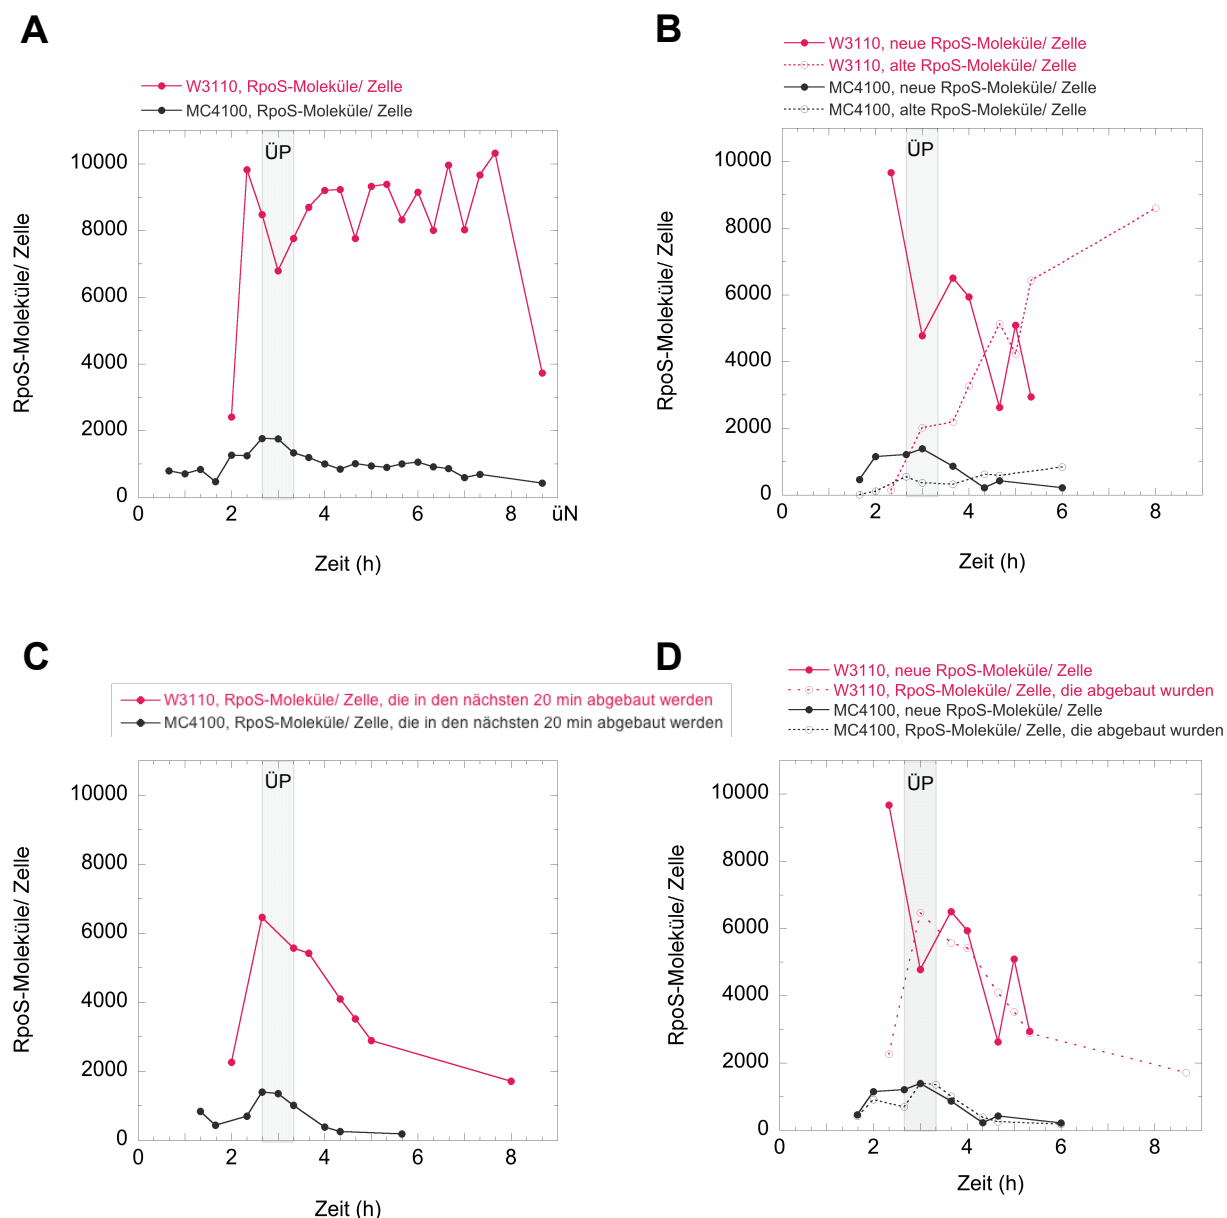 A
W3110, RpoS-Moleküle/ Zelle
MC4100, RpoS-Moleküle/ Zelle
ÜP
10000
8000
6000
4000
2000
0
RpoS-Moleküle/ Zelle
0 2 4 6 8 üN
Zeit (h)
B
W3110, neue RpoS-Moleküle/ Zelle
W3110, alte RpoS-Moleküle/ Zelle
MC4100, neue RpoS-Moleküle/ Zelle
MC4100, alte RpoS-Moleküle/ Zelle
ÜP
10000
8000
6000
4000
2000
0
RpoS-Moleküle/ Zelle
0 2 4 6 8
Zeit (h)
C
W3110, RpoS-Moleküle/ Zelle, die in den nächsten 20 min abgebaut werden
MC4100, RpoS-Moleküle/ Zelle, die in den nächsten 20 min abgebaut werden
ÜP
10000
8000
6000
4000
2000
0
RpoS-Moleküle/ Zelle
0 2 4 6 8
Zeit (h)
D
W3110, neue RpoS-Moleküle/ Zelle
W3110, RpoS-Moleküle/ Zelle, die abgebaut wurden
MC4100, neue RpoS-Moleküle/ Zelle
MC4100, RpoS-Moleküle/ Zelle, die abgebaut wurden
ÜP
10000
8000
6000
4000
2000
0
RpoS-Moleküle/ Zelle
0 2 4 6 8
Zeit (h)